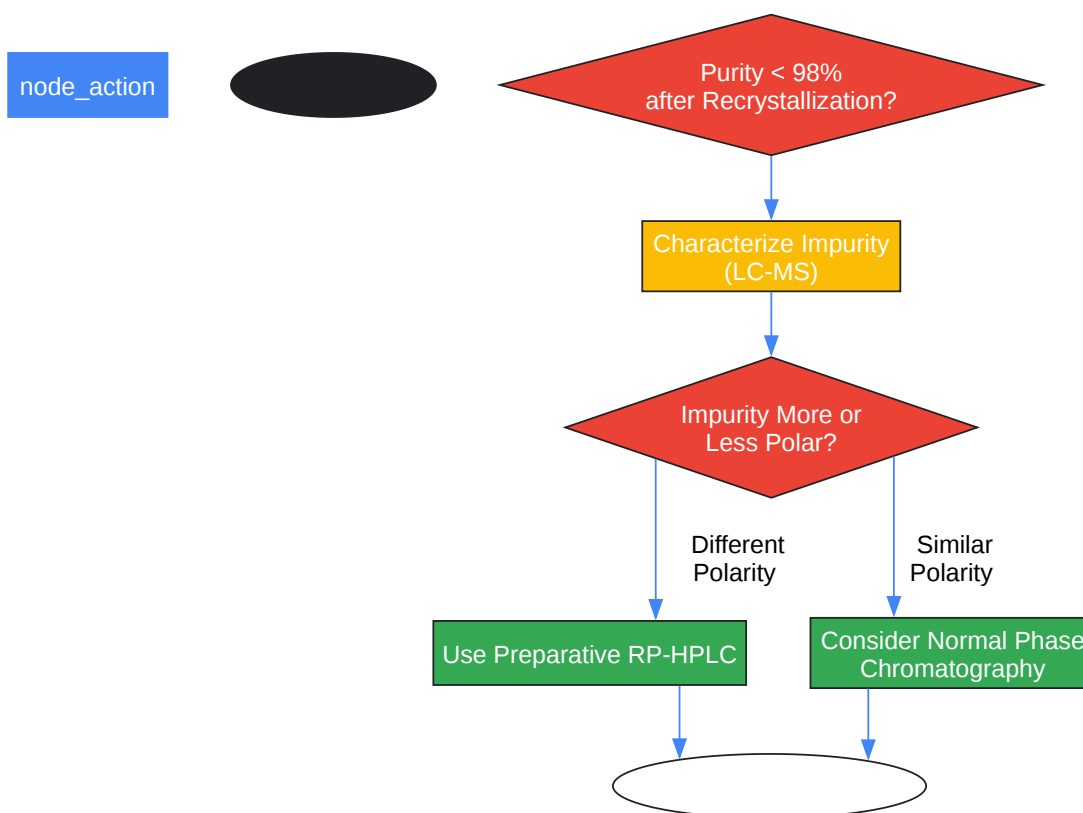 node_action
Purity < 98%
after Recrystallization?
Characterize Impurity
(LC-MS)
Impurity More or
Less Polar?
Different
Polarity
Similar
Polarity
Use Preparative RP-HPLC
Consider Normal Phase
Chromatography